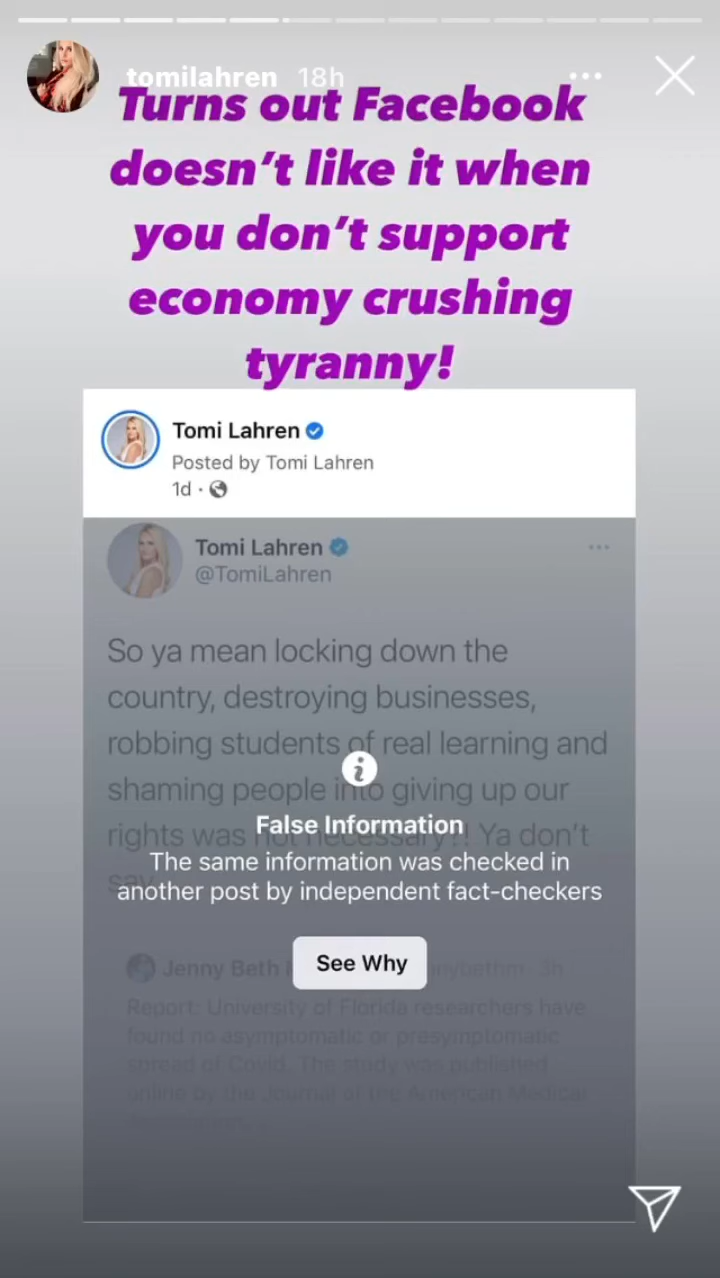 tomilahren 18h
Turns out Facebook
doesn't like it when
you don't support
economy crushing
tyranny!
Tomi Lahren
Posted by Tomi Lahren
1d ·
Tomi Lahren
@TomiLahren
So ya mean locking down the
country, destroying businesses,
robbing students of real learning and
shaming people into giving up our
rights was not necessary?! Ya don't
say
False Information
The same information was checked in
another post by independent fact-checkers
See Why
Jenny Beth 3h
Report: University of Florida researchers have
found no asymptomatic or presymptomatic
spread of Covid. The study was published
online by the Journal of the American Medical